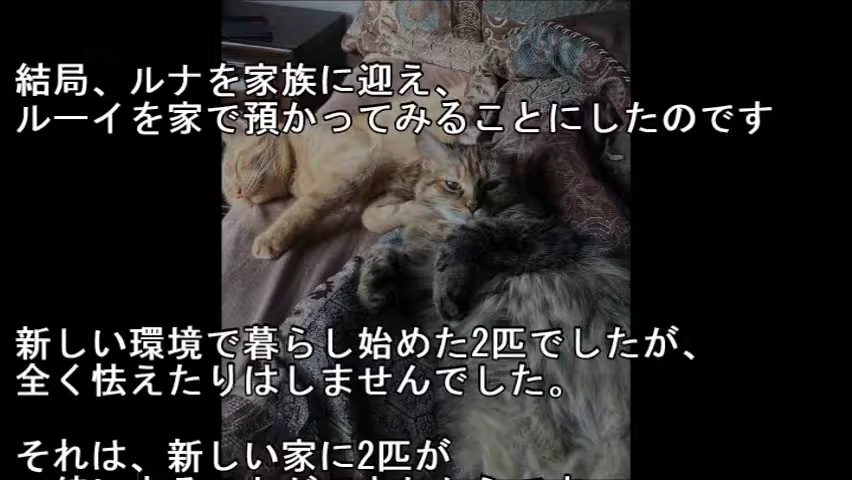 結局、ルナを家族に迎え、
ルーイを家で預かってみることにしたのです
新しい環境で暮らし始めた2匹でしたが、
全く怯えたりはしませんでした。
それは、新しい家に2匹が